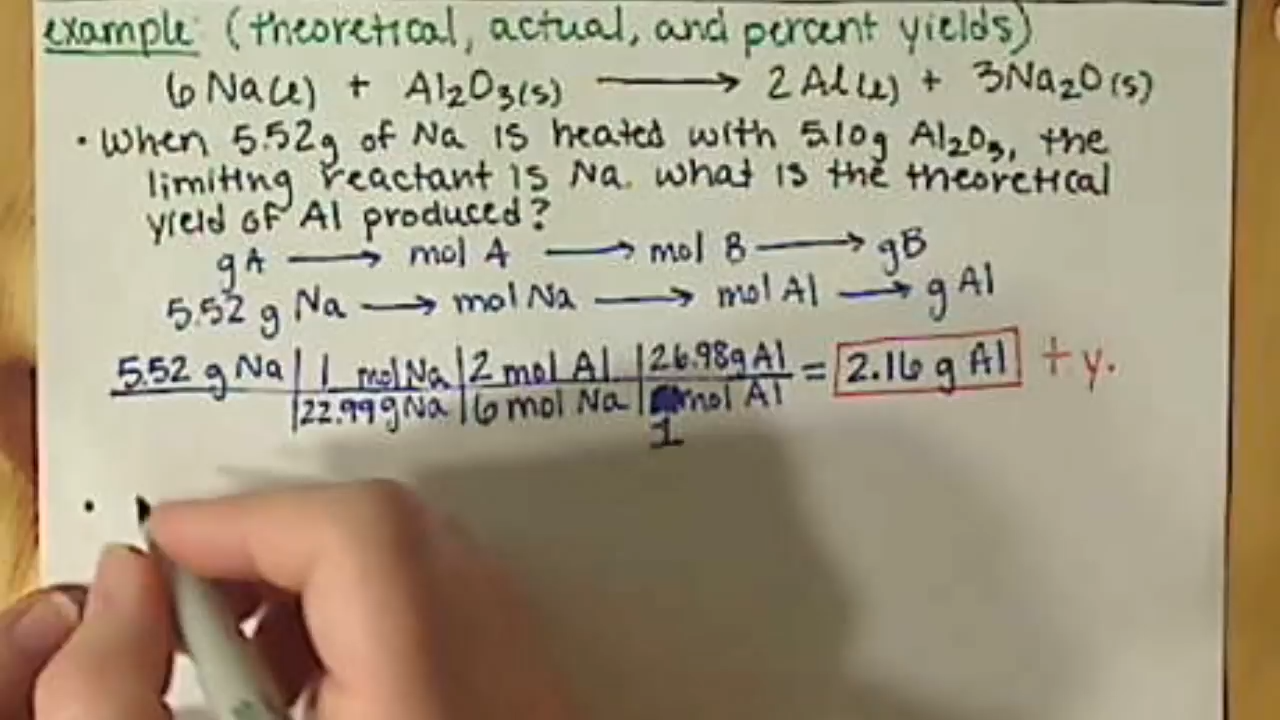 example: (theoretical, actual, and percent yields)
6 Na(l) + Al₂O₃(s) → 2 Al(l) + 3Na₂O(s)
• When 5.52g of Na is heated with 5.10g Al₂O₃, the
limiting reactant is Na. what is the theoretical
yield of Al produced?
g A → mol A → mol B → g B
5.52 g Na → mol Na → mol Al → g Al
5.52 g Na | 1 mol Na | 2 mol Al | 26.98g Al = 2.16 g Al + y.
22.99g Na | 6 mol Na | mol Al
1
•